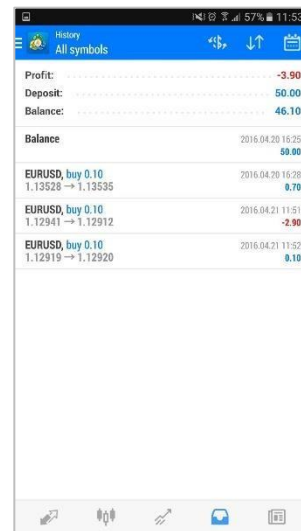 57% 11:53
History
All symbols
Profit: -3.90
Deposit: 50.00
Balance: 46.10
Balance 2016.04.20 16:25
50.00
EURUSD, buy 0.10 2016.04.20 16:28
1.13528 → 1.13535 0.70
EURUSD, buy 0.10 2016.04.21 11:51
1.12941 → 1.12912 -2.90
EURUSD, buy 0.10 2016.04.21 11:52
1.12919 → 1.12920 0.10